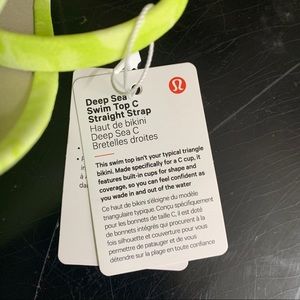 Deep Sea
Swim Top C
Straight Strap
Haut de bikini
Deep Sea C
Bretelles droites
This swim top isn't your typical triangle
bikini. Made specifically for a C cup, it
features built-in cups for shape and
coverage, so you can feel confident as
you wade in and out of the water
Ce haut de bikini s'éloigne du modèle
triangulaire typique. Conçu spécifiquement
pour les bonnets de taille C, il est doté
de bonnets intégrés qui procurent à la
fois silhouette et couverture pour vous
permettre de patauger et de vous
détendre sur la plage en toute confiance